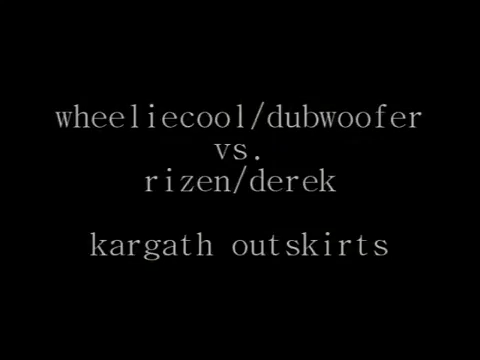 wheeliecool/dubwoofer
vs.
rizen/derek
kargath outskirts